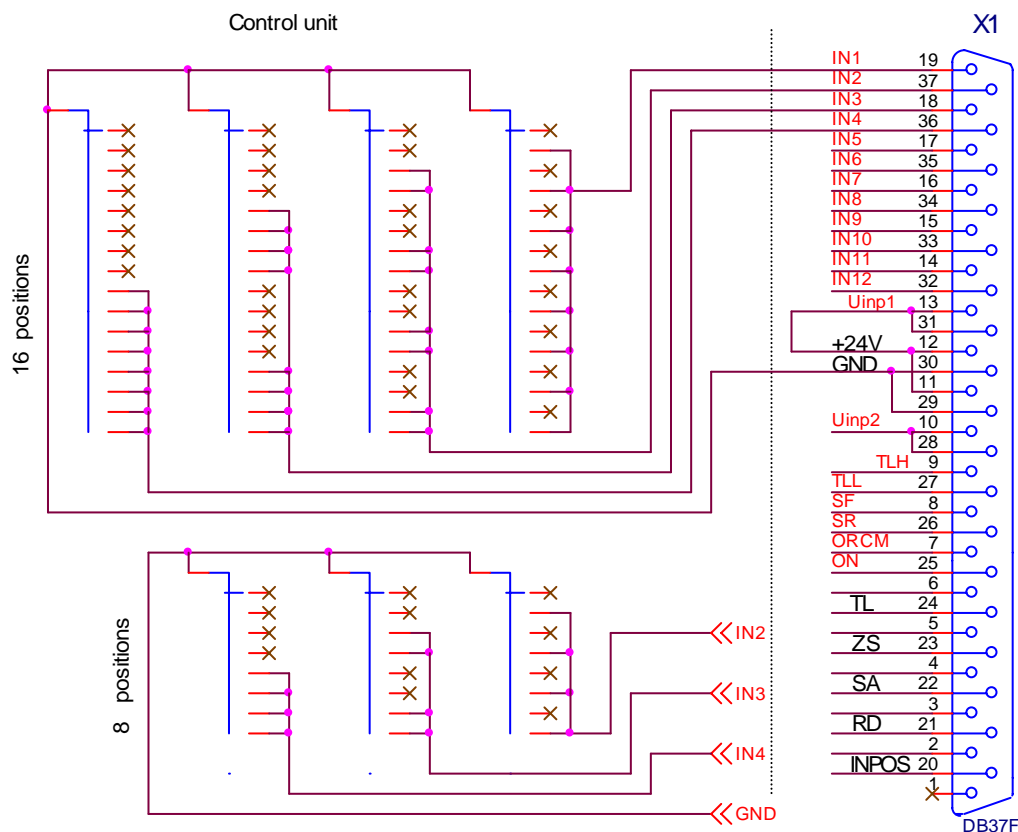 Control unit
X1
IN1 19
IN2 37
IN3 18
IN4 36
IN5 17
IN6 35
IN7 16
IN8 34
IN9 15
IN10 33
IN11 14
IN12 32
Uinp1 13
31
+24V 12
GND 30
11
29
Uinp2 10
28
TLH 9
TLL 27
SF 8
SR 26
ORCM 7
ON 25
6
TL 24
5
ZS 23
4
SA 22
3
RD 21
2
INPOS 20
1
DB37F
16 positions
8 positions
IN2
IN3
IN4
GND